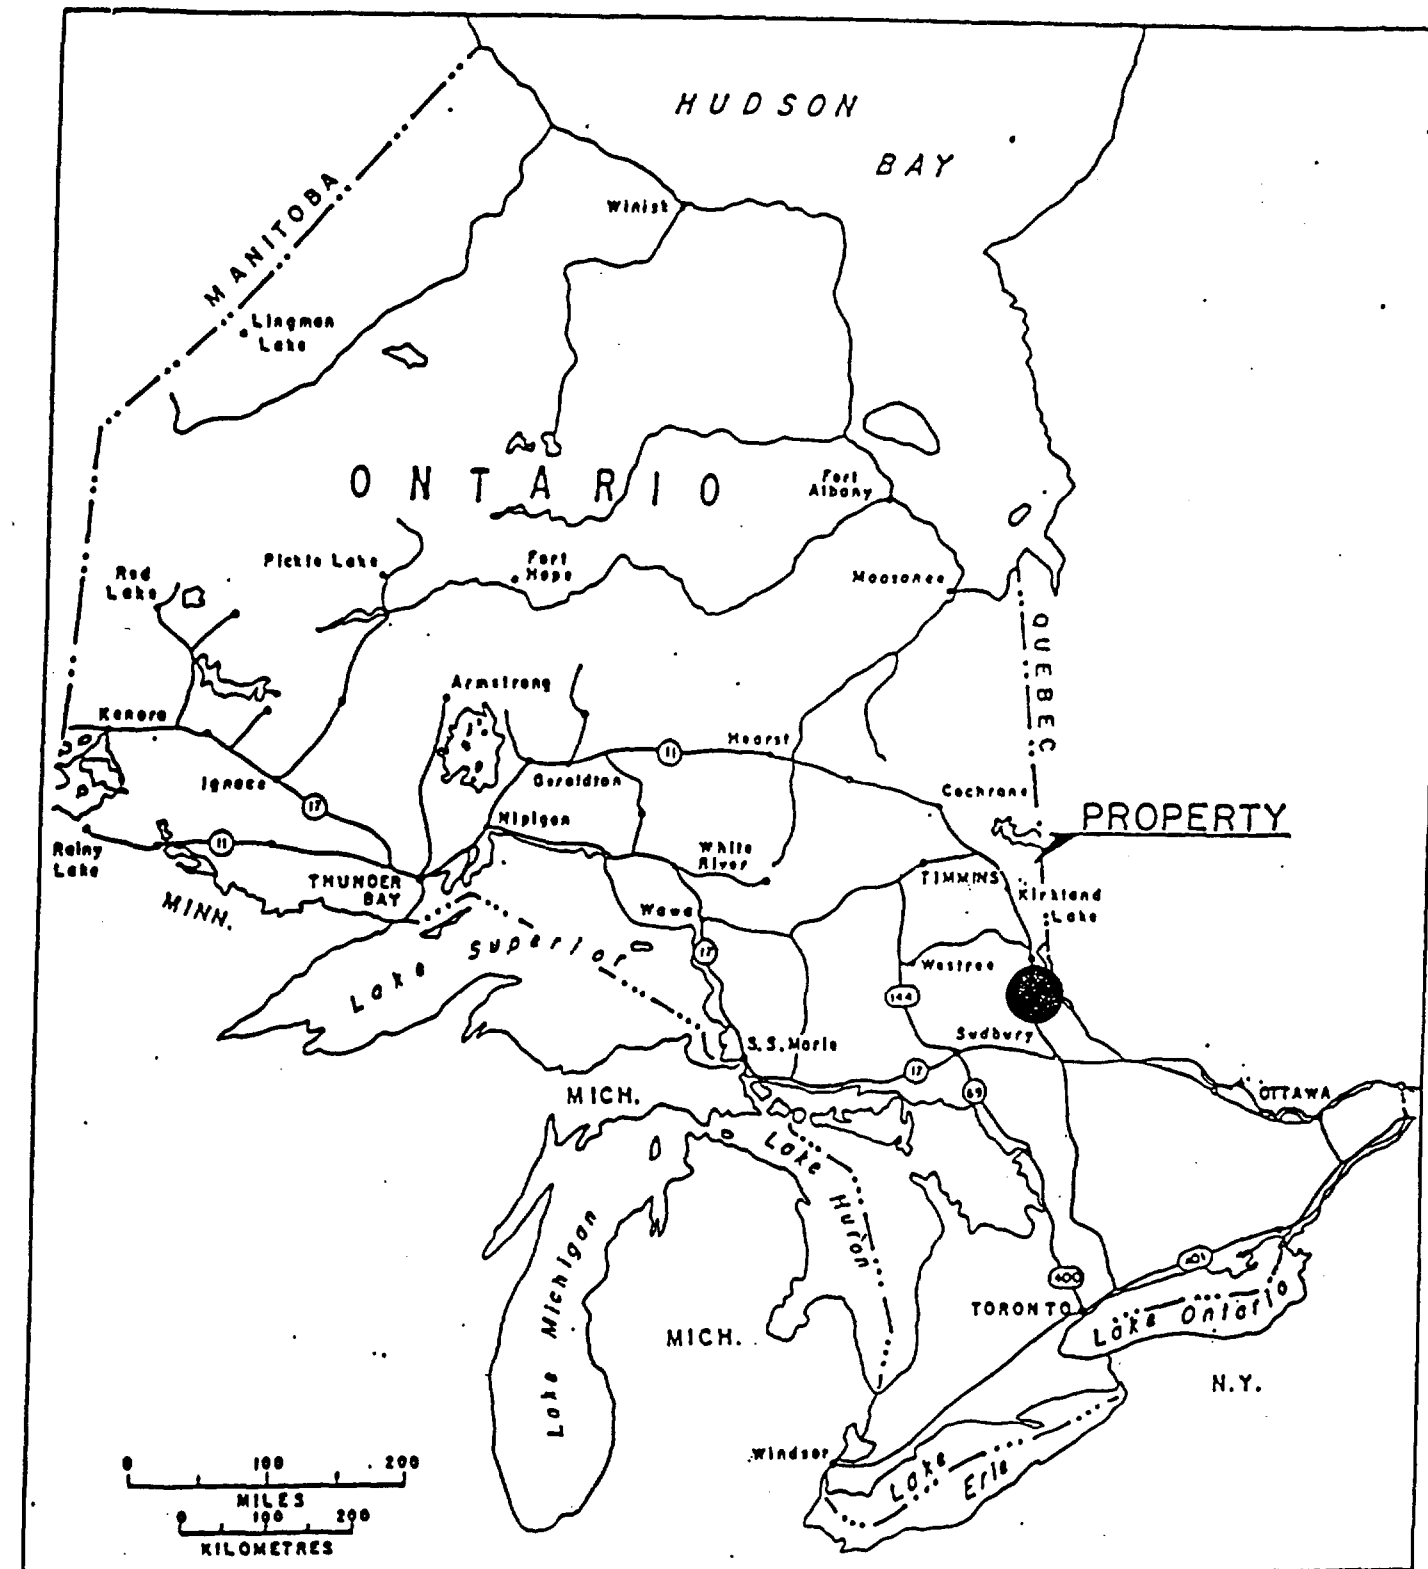 HUDSON
BAY
MANITOBA
Winisk
Lingman
Lake
ONTARIO
Fort
Albany
Pickle Lake
Fort
Hope
Red
Lake
Moosonee
QUEBEC
Armstrong
Kenora
11
Hearst
Ignace
Geraldton
17
Cochrane
PROPERTY
Nipigon
11
Rainy
Lake
White
River
THUNDER
BAY
TIMMINS
Kirkland
Lake
MINN.
Wawa
Lake Superior
17
Westree
144
Sudbury
S.S. Marie
17
69
OTTAWA
MICH.
Lake
Huron
Lake Michigan
401
400
TORONTO
Lake Ontario
MICH.
N.Y.
Windsor
Lake
Erie
0 100 200
MILES
0 100 200
KILOMETRES